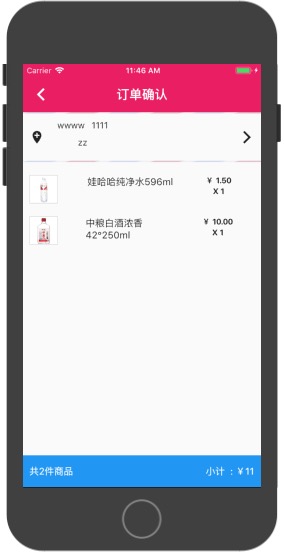 Carrier 11:46 AM
订单确认
wwww 1111
zz
娃哈哈纯净水596ml
￥ 1.50
X 1
中粮白酒浓香
42°250ml
￥ 10.00
X 1
共2件商品
小计 ：￥11